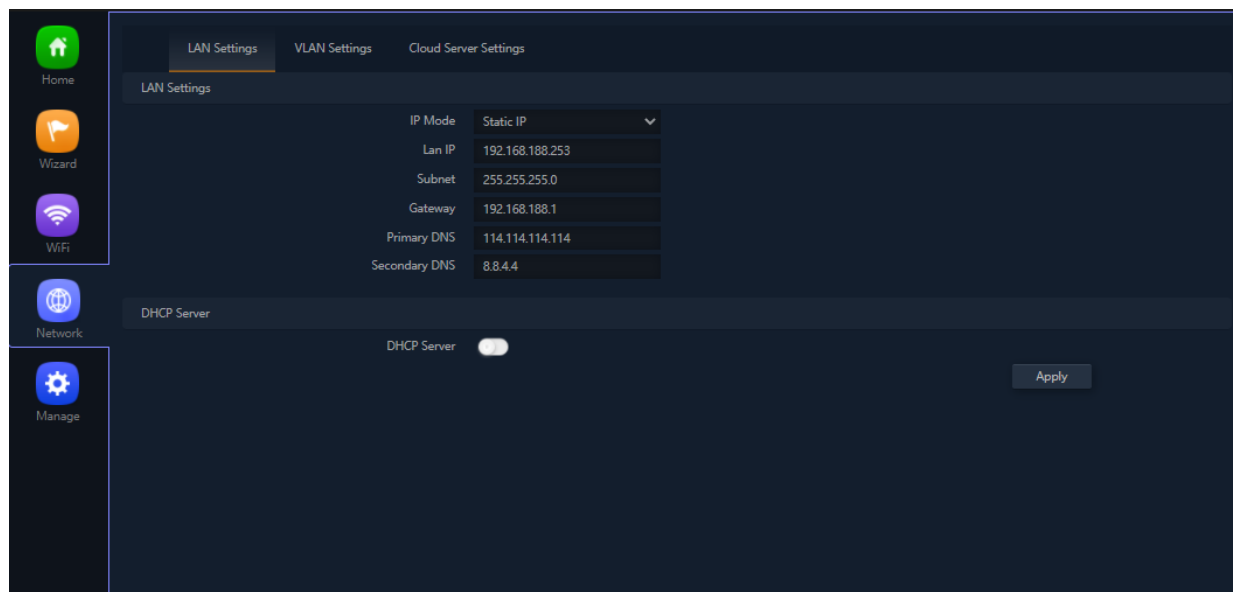 Home
Wizard
WiFi
Network
Manage
LAN Settings VLAN Settings Cloud Server Settings
LAN Settings
IP Mode Static IP
Lan IP 192.168.188.253
Subnet 255.255.255.0
Gateway 192.168.188.1
Primary DNS 114.114.114.114
Secondary DNS 8.8.4.4
DHCP Server
DHCP Server
Apply